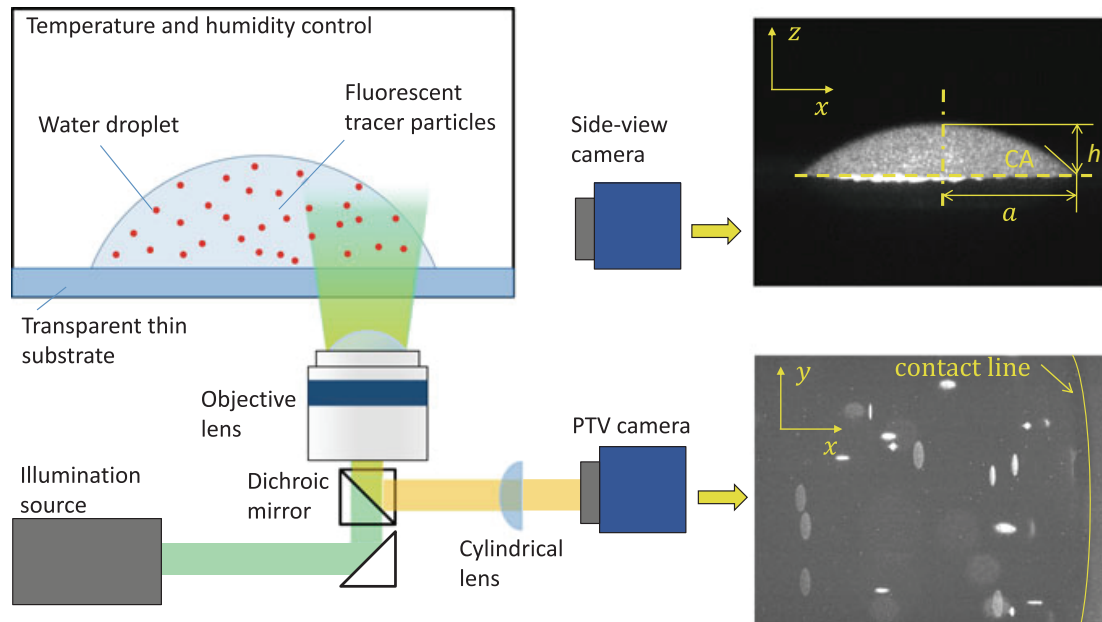 Temperature and humidity control
Water droplet
Fluorescent
tracer particles
Transparent thin
substrate
Objective
lens
Dichroic
mirror
Illumination
source
Cylindrical
lens
PTV camera
Side-view
camera
z
x
CA
h
a
contact line
y
x